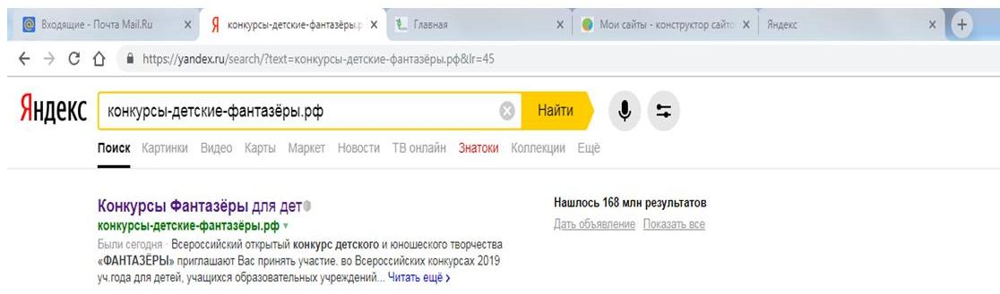 Входящие - Почта Mail.Ru
конкурсы-детские-фантазёры.р
Главная
Мои сайты - конструктор сайто
Яндекс
https://yandex.ru/search/?text=конкурсы-детские-фантазёры.рф&lr=45
Яндекс
конкурсы-детские-фантазёры.рф
Найти
Поиск Картинки Видео Карты Маркет Новости ТВ онлайн Знатоки Коллекции Ещё
Конкурсы Фантазёры для дет
конкурсы-детские-фантазёры.рф
Были сегодня · Всероссийский открытый конкурс детского и юношеского творчества
«ФАНТАЗЁРЫ» приглашают Вас принять участие. во Всероссийских конкурсах 2019
уч.года для детей, учащихся образовательных учреждений... Читать ещё >
Нашлось 168 млн результатов
Дать объявление Показать все